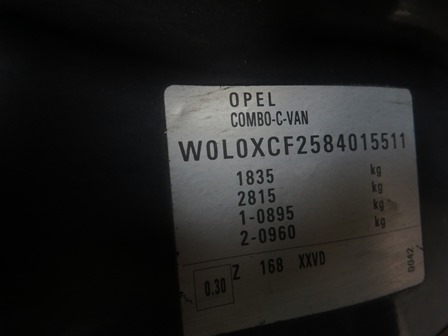 OPEL
COMBO-C-VAN
W0L0XCF2584015511
1835 kg
2815 kg
1-0895 kg
2-0960 kg
0.30 Z 168 XXVD
0042